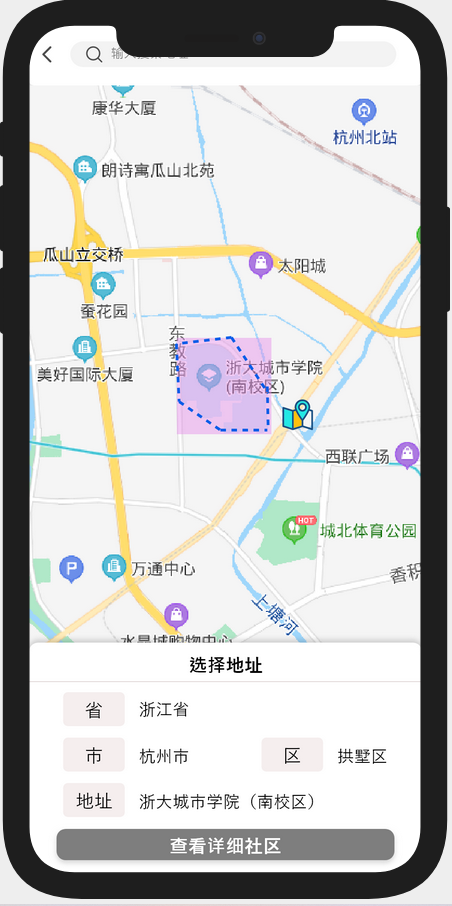 康华大厦
杭州北站
朗诗寓瓜山北苑
瓜山立交桥
太阳城
蚕花园
东教路
浙大城市学院
(南校区)
美好国际大厦
西联广场
HOT
城北体育公园
P
万通中心
香积
上塘河
水晶城购物中心
选择地址
省
浙江省
市
杭州市
区
拱墅区
地址
浙大城市学院（南校区）
查看详细社区